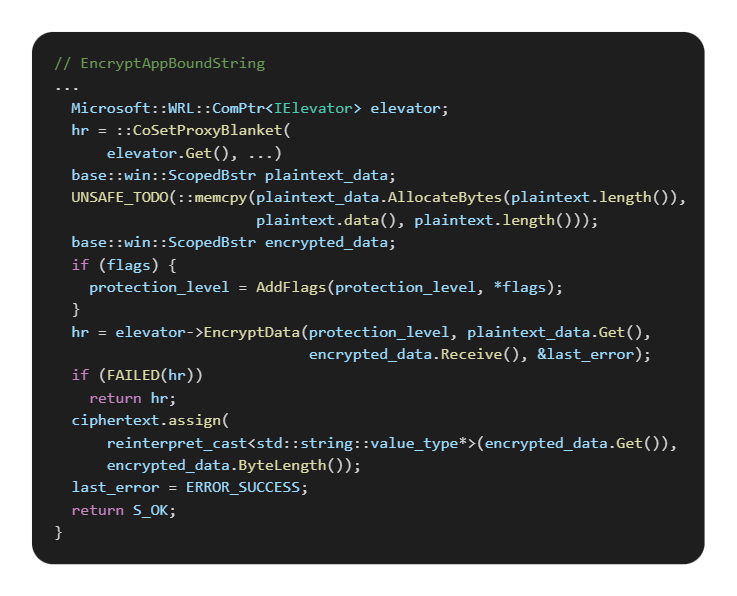 // EncryptAppBoundString
...
  Microsoft::WRL::ComPtr<IElevator> elevator;
  hr = ::CoSetProxyBlanket(
      elevator.Get(), ...)
  base::win::ScopedBstr plaintext_data;
  UNSAFE_TODO(::memcpy(plaintext_data.AllocateBytes(plaintext.length()),
                       plaintext.data(), plaintext.length()));
  base::win::ScopedBstr encrypted_data;
  if (flags) {
    protection_level = AddFlags(protection_level, *flags);
  }
  hr = elevator->EncryptData(protection_level, plaintext_data.Get(),
                             encrypted_data.Receive(), &last_error);
  if (FAILED(hr))
    return hr;
  ciphertext.assign(
      reinterpret_cast<std::string::value_type*>(encrypted_data.Get()),
      encrypted_data.ByteLength());
  last_error = ERROR_SUCCESS;
  return S_OK;
}